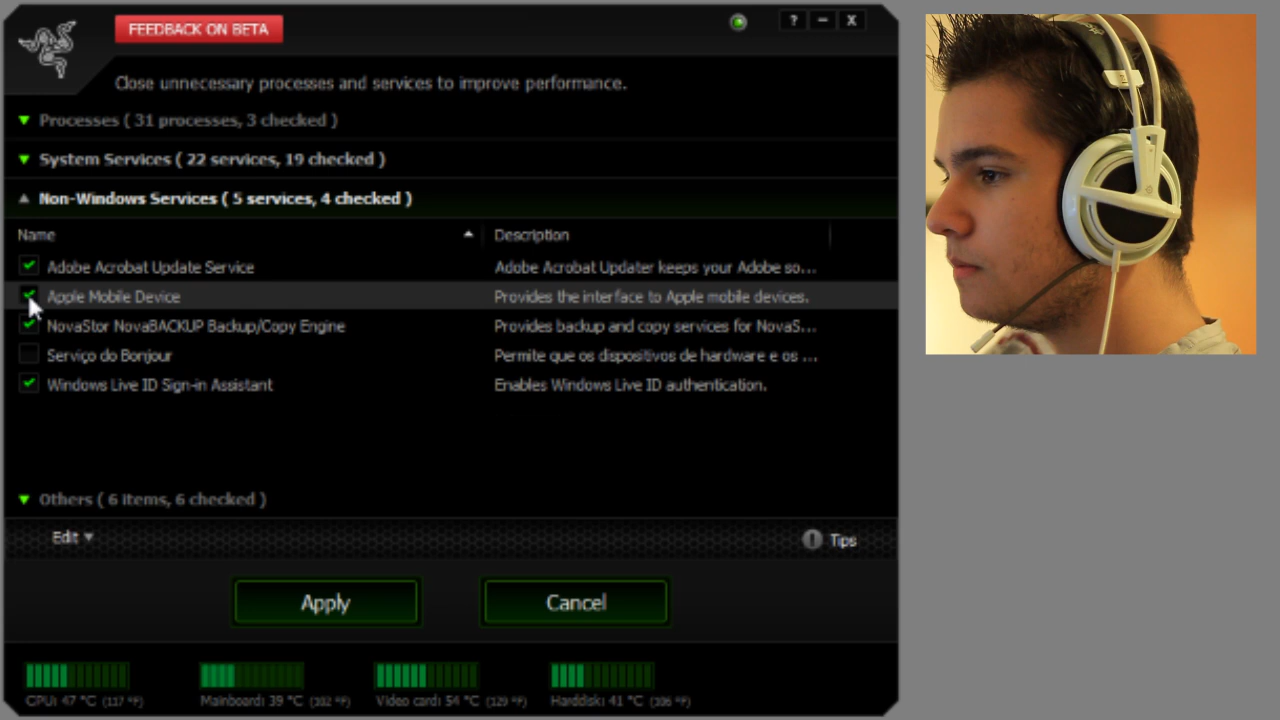 FEEDBACK ON BETA
? – X
Close unnecessary processes and services to improve performance.
Processes ( 31 processes, 3 checked )
System Services ( 22 services, 19 checked )
Non-Windows Services ( 5 services, 4 checked )
Name Description
Adobe Acrobat Update Service Adobe Acrobat Updater keeps your Adobe so...
Apple Mobile Device Provides the interface to Apple mobile devices.
NovaStor NovaBACKUP Backup/Copy Engine Provides backup and copy services for NovaS...
Serviço do Bonjour Permite que os dispositivos de hardware e os ...
Windows Live ID Sign-in Assistant Enables Windows Live ID authentication.
Others ( 6 items, 6 checked )
Edit Tips
Apply Cancel
CPU: 47 °C (117 °F) Mainboard: 39 °C (102 °F) Video card: 54 °C (129 °F) Harddisk: 41 °C (106 °F)